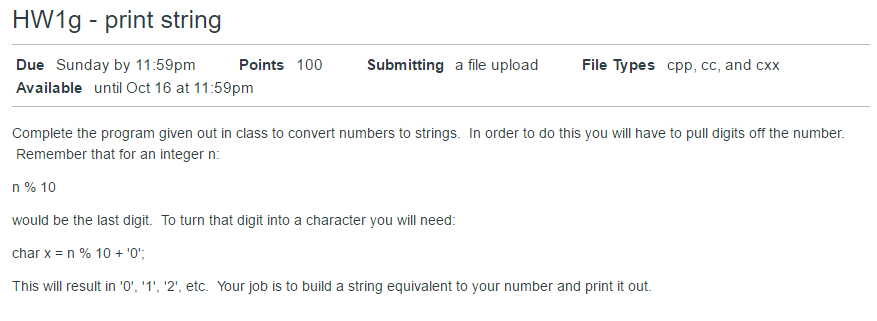 HW1g - print string
Due Sunday by 11:59pm Points 100 Submitting a file upload File Types cpp, cc, and cxx
Available until Oct 16 at 11:59pm
Complete the program given out in class to convert numbers to strings. In order to do this you will have to pull digits off the number.
Remember that for an integer n:
n % 10
would be the last digit. To turn that digit into a character you will need:
char x = n % 10 + '0';
This will result in '0', '1', '2', etc. Your job is to build a string equivalent to your number and print it out.